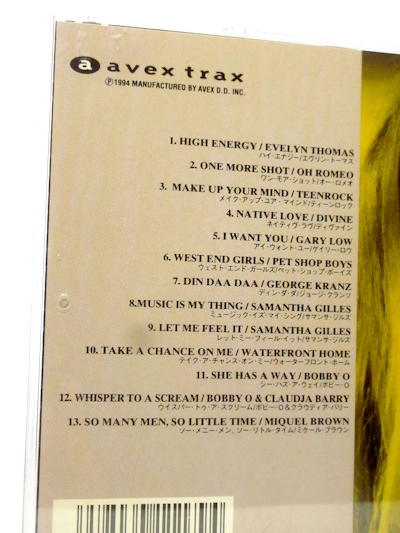 a avex trax
Ⓟ1994 MANUFACTURED BY AVEX D.D. INC.
1. HIGH ENERGY / EVELYN THOMAS
ハイ・エナジー/エヴリン・トーマス
2. ONE MORE SHOT / OH ROMEO
ワン・モア・ショット/オー・ロメオ
3. MAKE UP YOUR MIND / TEENROCK
メイク・アップ・ユア・マインド/ティーンロック
4. NATIVE LOVE / DIVINE
ネイティヴ・ラヴ/ディヴァイン
5. I WANT YOU / GARY LOW
アイ・ウォント・ユー/ゲイリー・ロウ
6. WEST END GIRLS / PET SHOP BOYS
ウェスト・エンド・ガールズ/ペット・ショップ・ボーイズ
7. DIN DAA DAA / GEORGE KRANZ
ディン・ダ・ダ/ジョージ・クランツ
8.MUSIC IS MY THING / SAMANTHA GILLES
ミュージック・イズ・マイ・シング/サマンサ・ジルズ
9. LET ME FEEL IT / SAMANTHA GILLES
レット・ミー・フィール・イット/サマンサ・ジルズ
10. TAKE A CHANCE ON ME / WATERFRONT HOME
テイク・ア・チャンス・オン・ミー/ウォーターフロント・ホーム
11. SHE HAS A WAY / BOBBY O
シー・ハズ・ア・ウェイ/ボビー・O
12. WHISPER TO A SCREAM / BOBBY O & CLAUDJA BARRY
ウイスパー・トゥ・ア・スクリーム/ボビー・O&クラウディア・バリー
13. SO MANY MEN, SO LITTLE TIME / MIQUEL BROWN
ソー・メニー・メン、ソー・リトル・タイム/ミケール・ブラウン